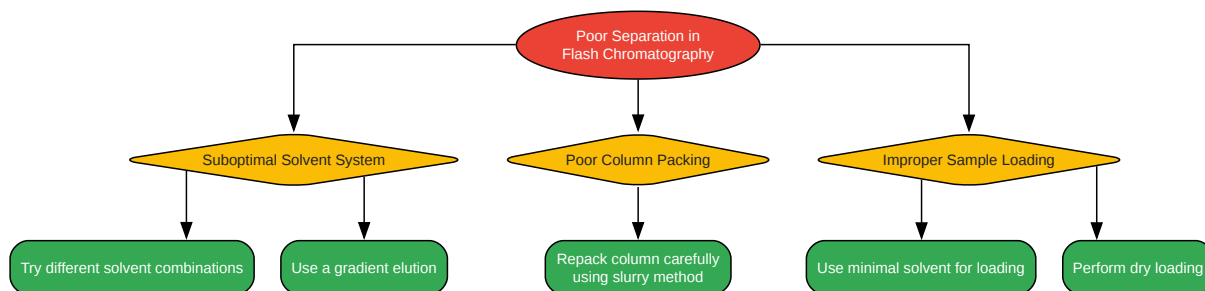 Poor Separation in
Flash Chromatography
Suboptimal Solvent System
Poor Column Packing
Improper Sample Loading
Try different solvent combinations
Use a gradient elution
Repack column carefully
using slurry method
Use minimal solvent for loading
Perform dry loading